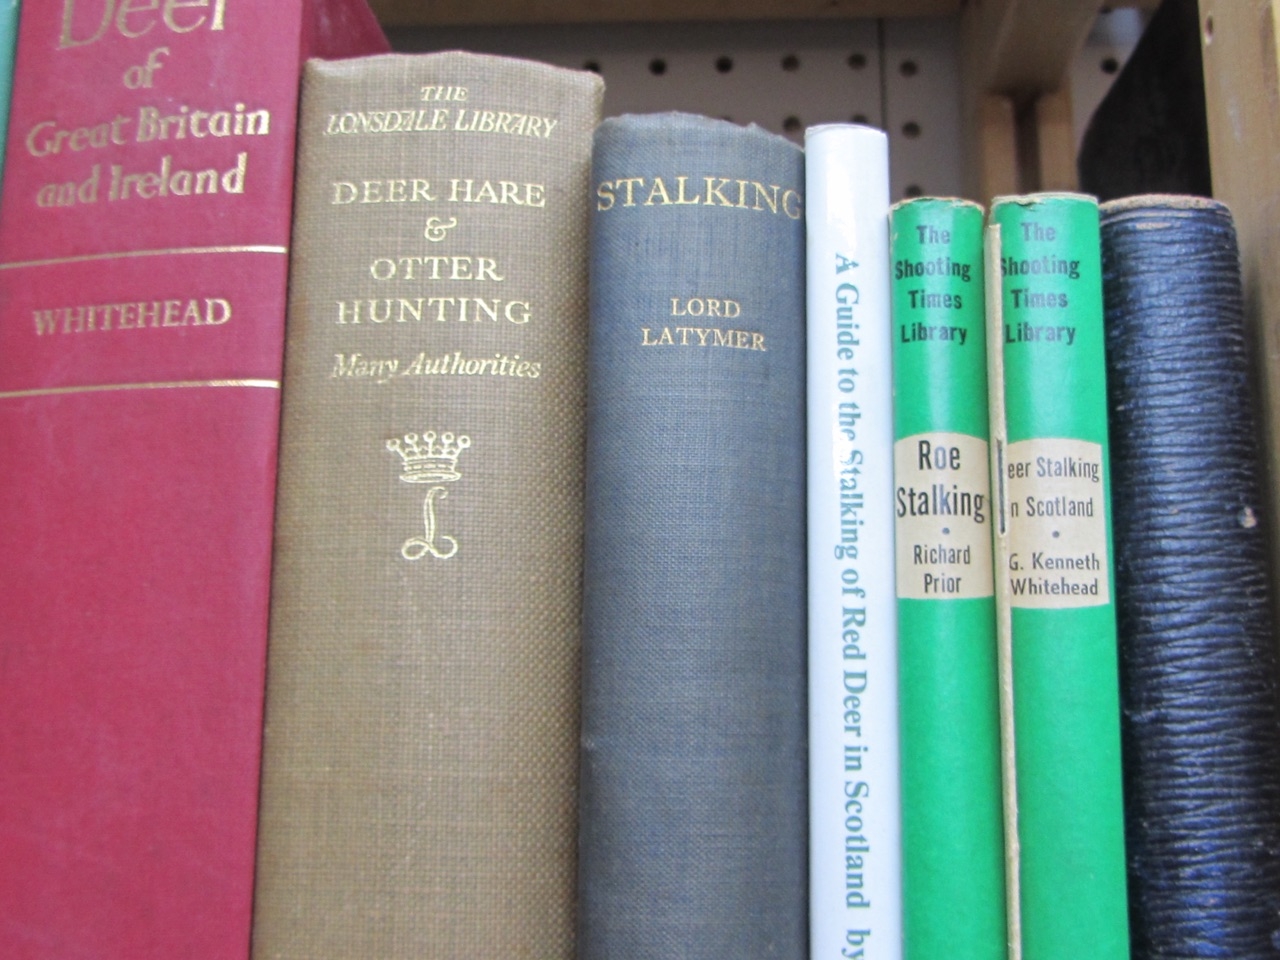 Deer
of
Great Britain
and Ireland
WHITEHEAD
THE
LONSDALE LIBRARY
DEER HARE
&
OTTER
HUNTING
Many Authorities
L
STALKING
LORD
LATYMER
A Guide to the Stalking of Red Deer in Scotland by
The
Shooting
Times
Library
Roe
Stalking
•
Richard
Prior
The
Shooting
Times
Library
eer Stalking
n Scotland
•
G. Kenneth
Whitehead